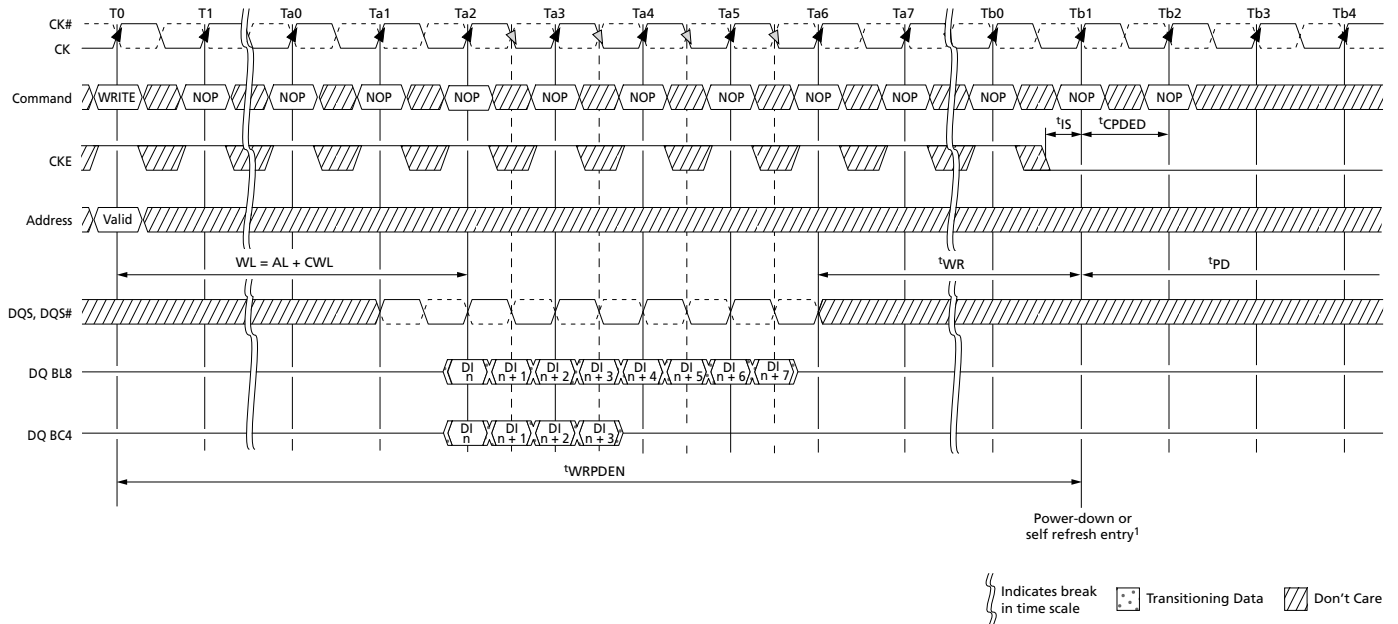 T0 T1 Ta0 Ta1 Ta2 Ta3 Ta4 Ta5 Ta6 Ta7 Tb0 Tb1 Tb2 Tb3 Tb4
CK#
CK
Command WRITE NOP NOP NOP NOP NOP NOP NOP NOP NOP NOP NOP NOP
tIS tCPDED
CKE
Address Valid
WL = AL + CWL tWR tPD
DQS, DQS#
DQ BL8 DI n DI n + 1 DI n + 2 DI n + 3 DI n + 4 DI n + 5 DI n + 6 DI n + 7
DQ BC4 DI n DI n + 1 DI n + 2 DI n + 3
tWRPDEN
Power-down or
self refresh entry1
Indicates break
in time scale
Transitioning Data
Don't Care